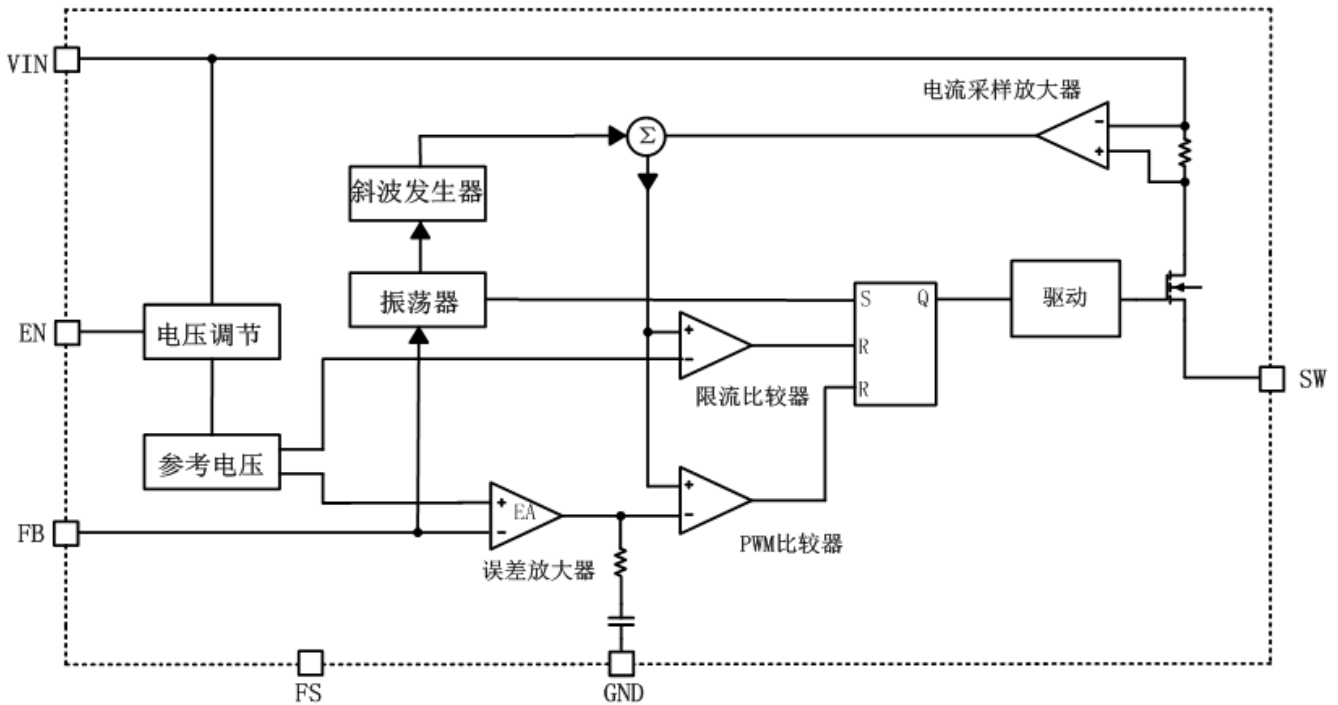 VIN
电流采样放大器
-
+
Σ
斜波发生器
振荡器
S
Q
驱动
EN
电压调节
+
-
R
限流比较器
R
SW
参考电压
+
EA
-
+
-
FB
误差放大器
PWM比较器
FS
GND